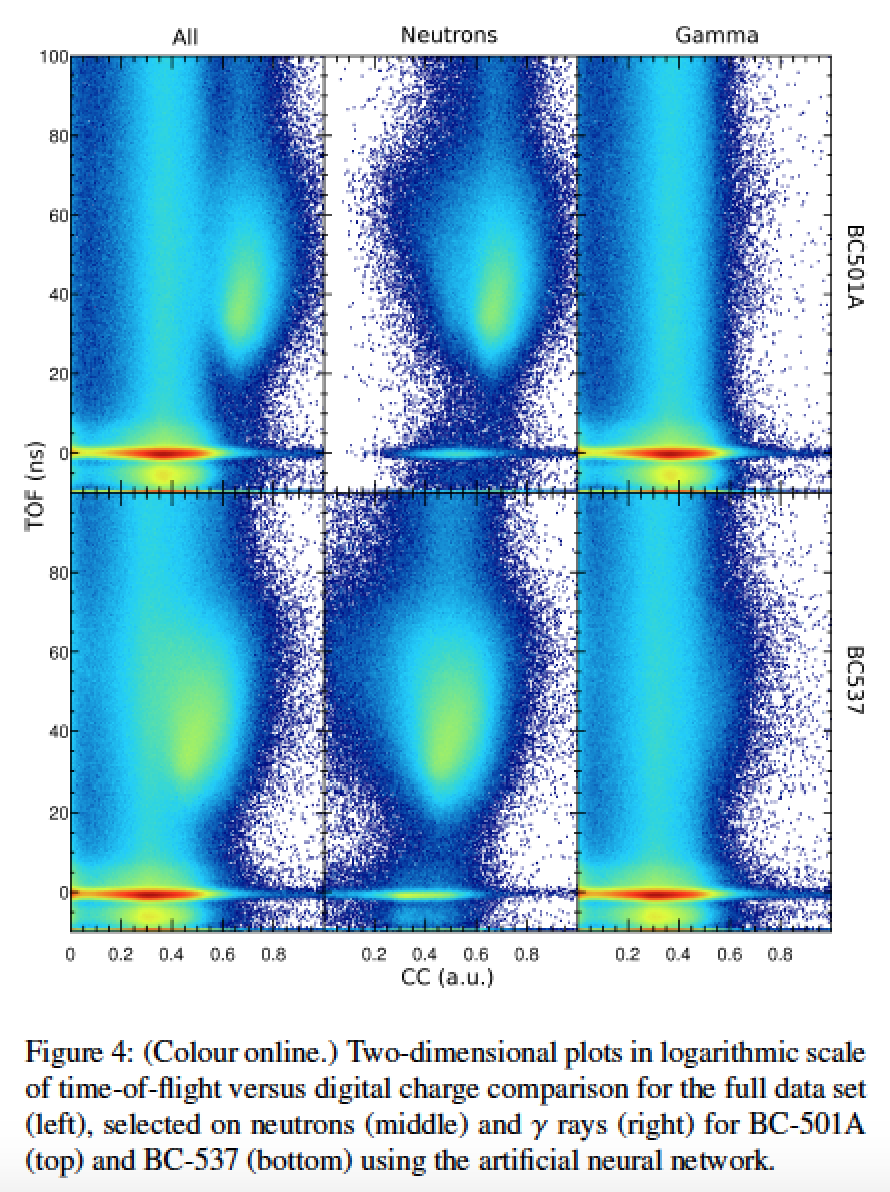 All Neutrons Gamma
100
80
60
40
20
0
BC501A
TOF (ns)
80
60
40
20
0
BC537
0 0.2 0.4 0.6 0.8 0.2 0.4 0.6 0.8 0.2 0.4 0.6 0.8
CC (a.u.)
Figure 4: (Colour online.) Two-dimensional plots in logarithmic scale
of time-of-flight versus digital charge comparison for the full data set
(left), selected on neutrons (middle) and γ rays (right) for BC-501A
(top) and BC-537 (bottom) using the artificial neural network.